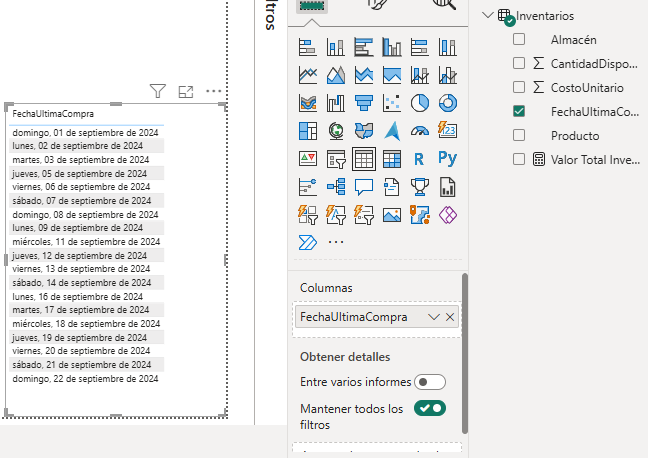 FechaUltimaCompra
domingo, 01 de septiembre de 2024
lunes, 02 de septiembre de 2024
martes, 03 de septiembre de 2024
jueves, 05 de septiembre de 2024
viernes, 06 de septiembre de 2024
sábado, 07 de septiembre de 2024
domingo, 08 de septiembre de 2024
lunes, 09 de septiembre de 2024
miércoles, 11 de septiembre de 2024
jueves, 12 de septiembre de 2024
viernes, 13 de septiembre de 2024
sábado, 14 de septiembre de 2024
lunes, 16 de septiembre de 2024
martes, 17 de septiembre de 2024
miércoles, 18 de septiembre de 2024
jueves, 19 de septiembre de 2024
viernes, 20 de septiembre de 2024
sábado, 21 de septiembre de 2024
domingo, 22 de septiembre de 2024
ltros
123
R
Py
Columnas
FechaUltimaCompra
Obtener detalles
Entre varios informes
Mantener todos los
filtros
Inventarios
Almacén
CantidadDispo...
CostoUnitario
FechaUltimaCo...
Producto
Valor Total Inve...